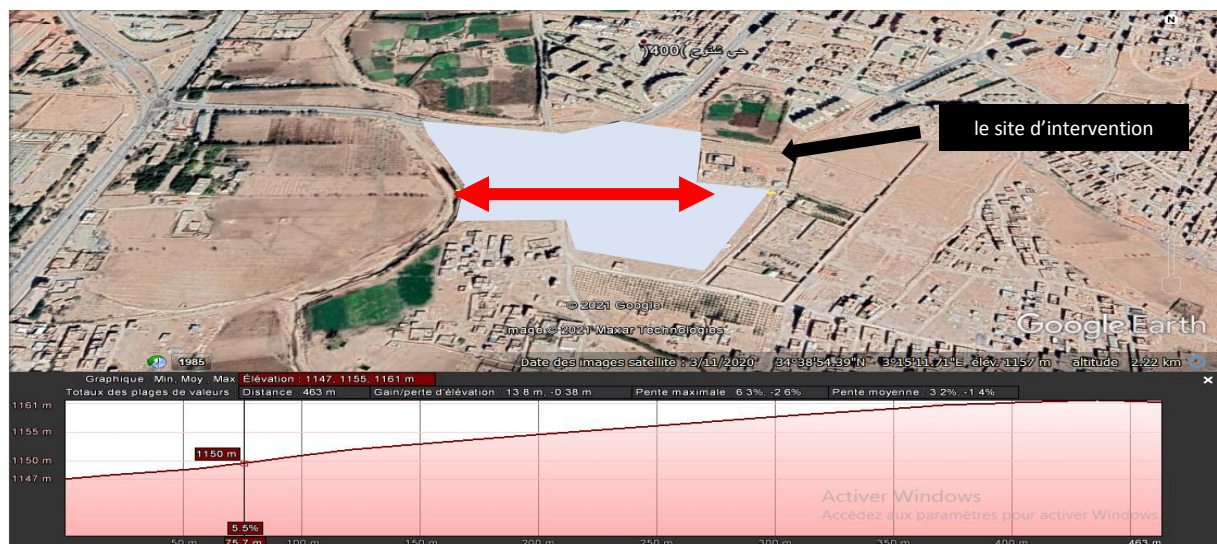 N
حي شتوح (400(
le site d'intervention
© 2021 Google
mage © 2021 Maxar Technologies
Google Earth
1985
Date des images satellite : 3/11/2020 34°38'54.39"N 3°15'11.71"E élév. 1157 m altitude 2.22 km
Graphique : Min, Moy, Max Élévation : 1147, 1155, 1161 m
Totaux des plages de valeurs : Distance : 463 m Gain/perte d'élévation : 13.8 m, -0.38 m Pente maximale : 6.3%, -2.6% Pente moyenne : 3.2%, -1.4%
1161 m
1155 m
1150 m
1150 m
1147 m
Activer Windows
Accédez aux paramètres pour activer Windows.
5.5%
50 m 75.7 m 100 m 150 m 200 m 250 m 300 m 350 m 400 m 463 m